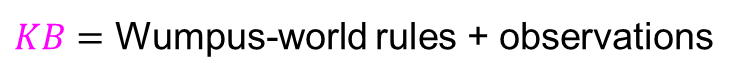 KB = Wumpus-world rules + observations